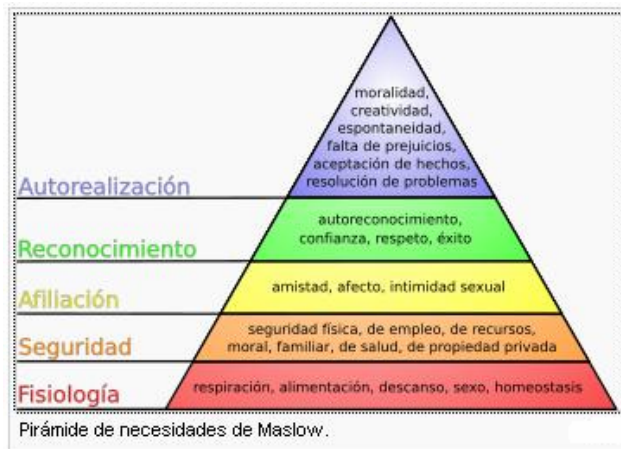 moralidad,
creatividad,
espontaneidad,
falta de prejuicios,
aceptación de hechos,
resolución de problemas
Autorealización
autoreconocimiento,
confianza, respeto, éxito
Reconocimiento
amistad, afecto, intimidad sexual
Afiliación
seguridad física, de empleo, de recursos,
moral, familiar, de salud, de propiedad privada
Seguridad
respiración, alimentación, descanso, sexo, homeostasis
Fisiología
Pirámide de necesidades de Maslow.